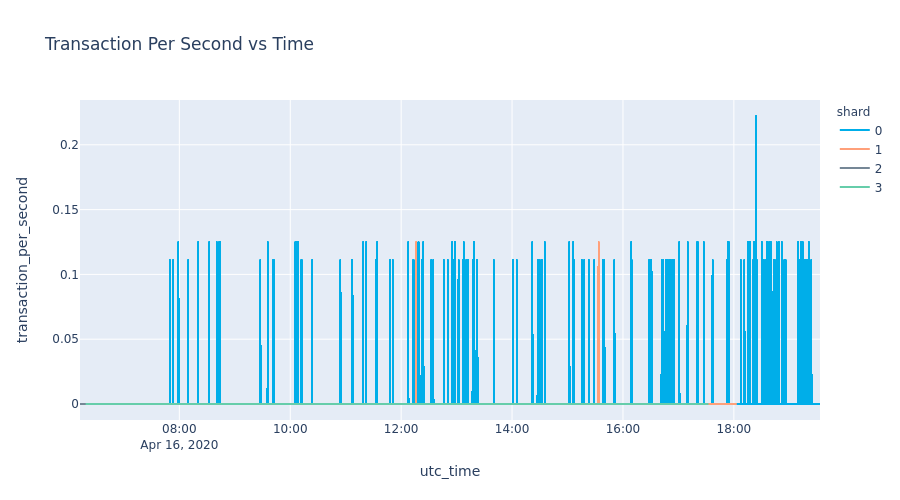 Transaction Per Second vs Time
shard
0
1
2
3
transaction_per_second
0.2
0.15
0.1
0.05
0
08:00 10:00 12:00 14:00 16:00 18:00
Apr 16, 2020
utc_time